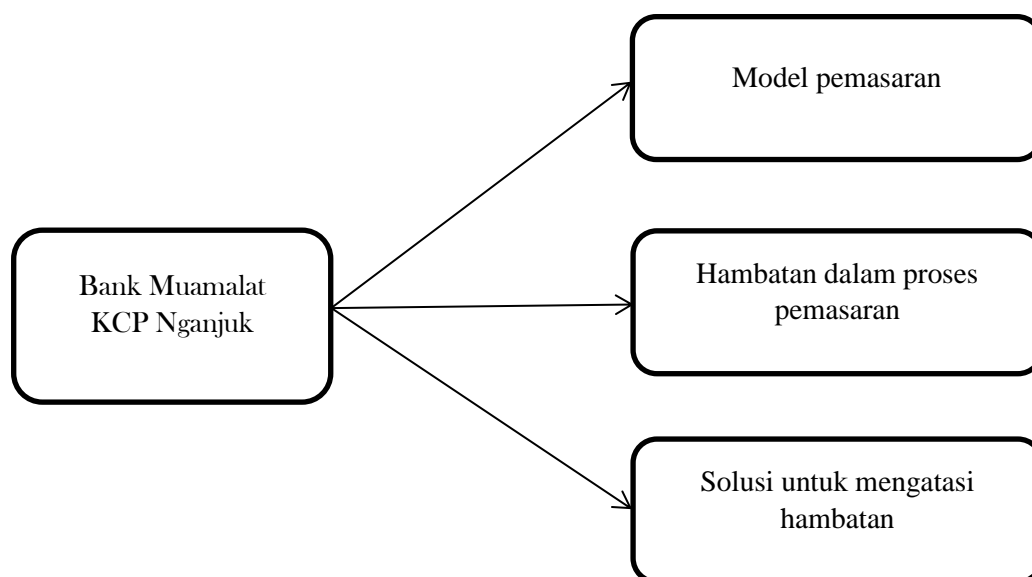 Model pemasaran
Bank Muamalat
KCP Nganjuk
Hambatan dalam proses
pemasaran
Solusi untuk mengatasi
hambatan